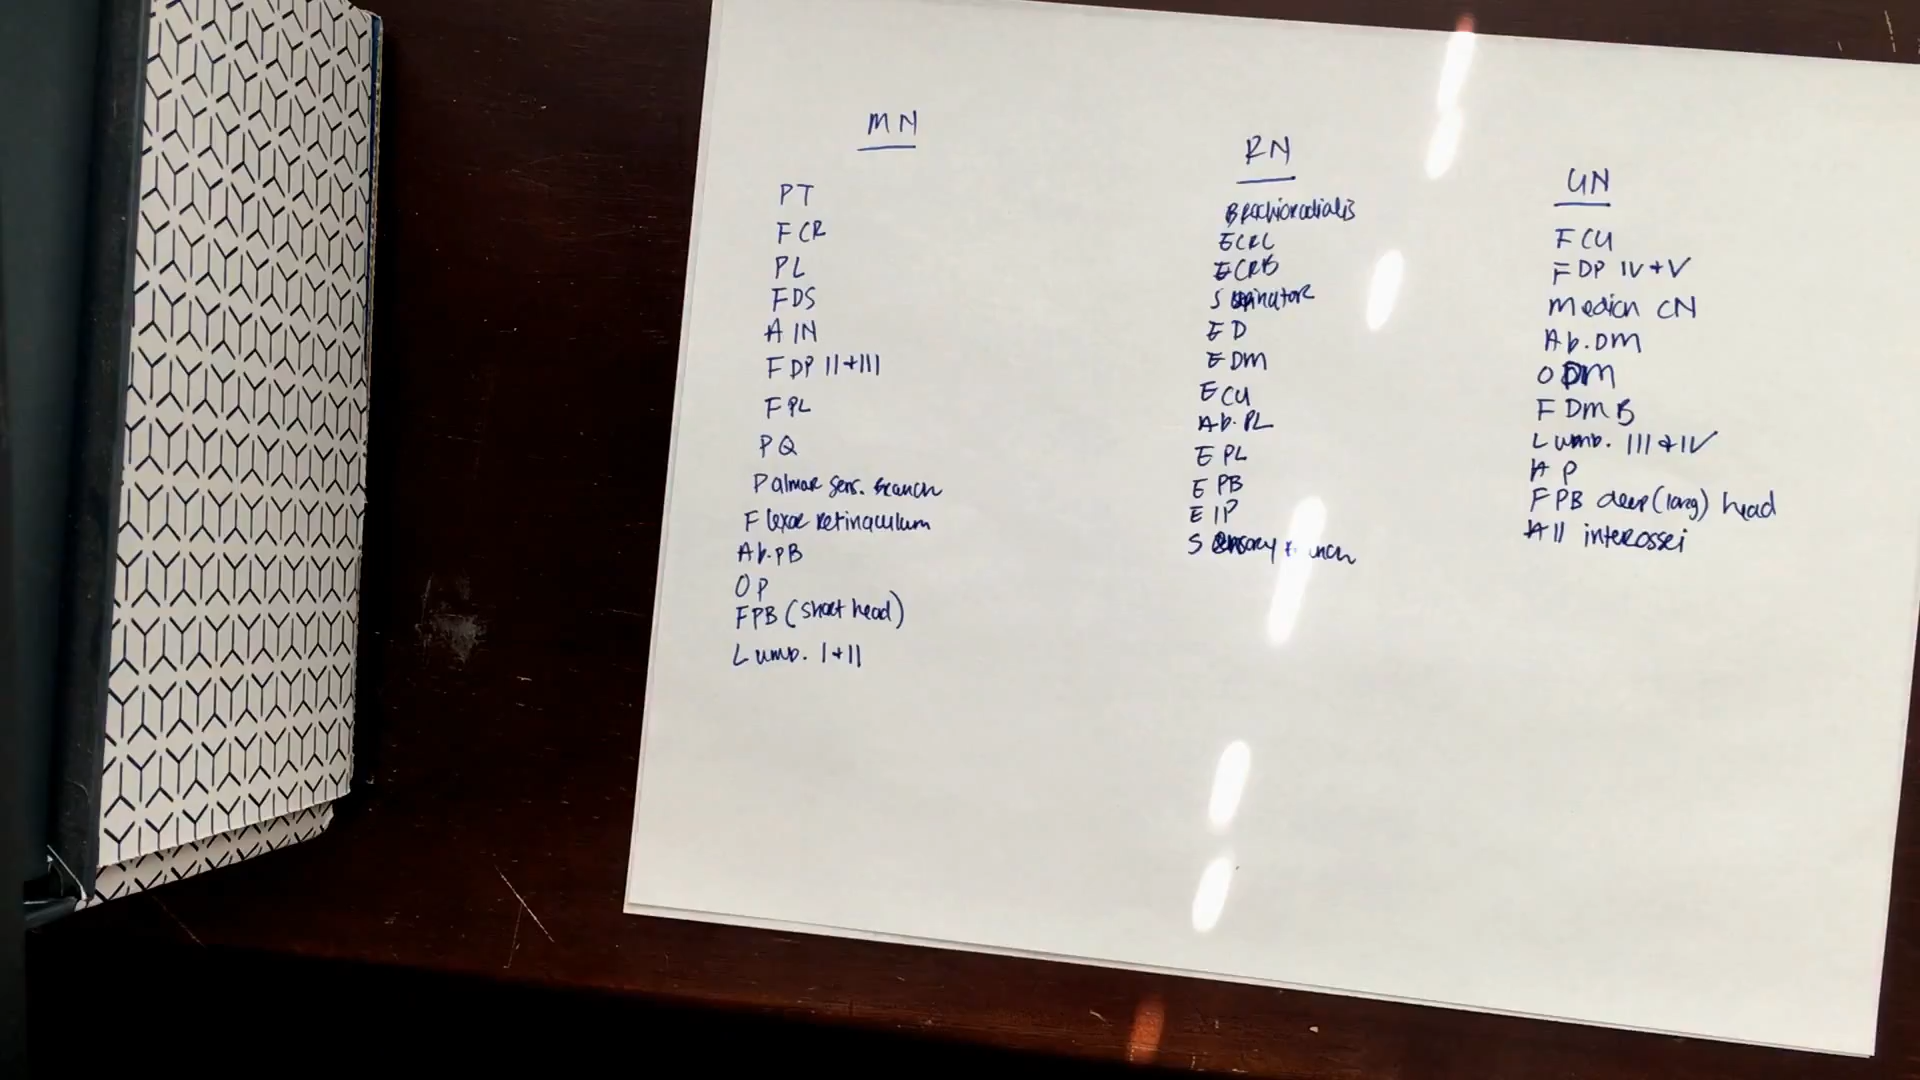 MN
PT
FCR
PL
FDS
AIN
FDP II+III
FPL
PQ
Palmar sens. branch
Flexor retinaculum
Ab.PB
OP
FPB (short head)
Lumb. I+II
RN
Brachioradialis
ECRL
ECRB
Supinator
ED
EDM
ECU
Ab.PL
EPL
EPB
EIP
Sensory
UN
FCU
FDP IV+V
Median CN
Ab.DM
ODM
FDMB
Lumb. III+IV
AP
FPB deep (long) head
All interossei